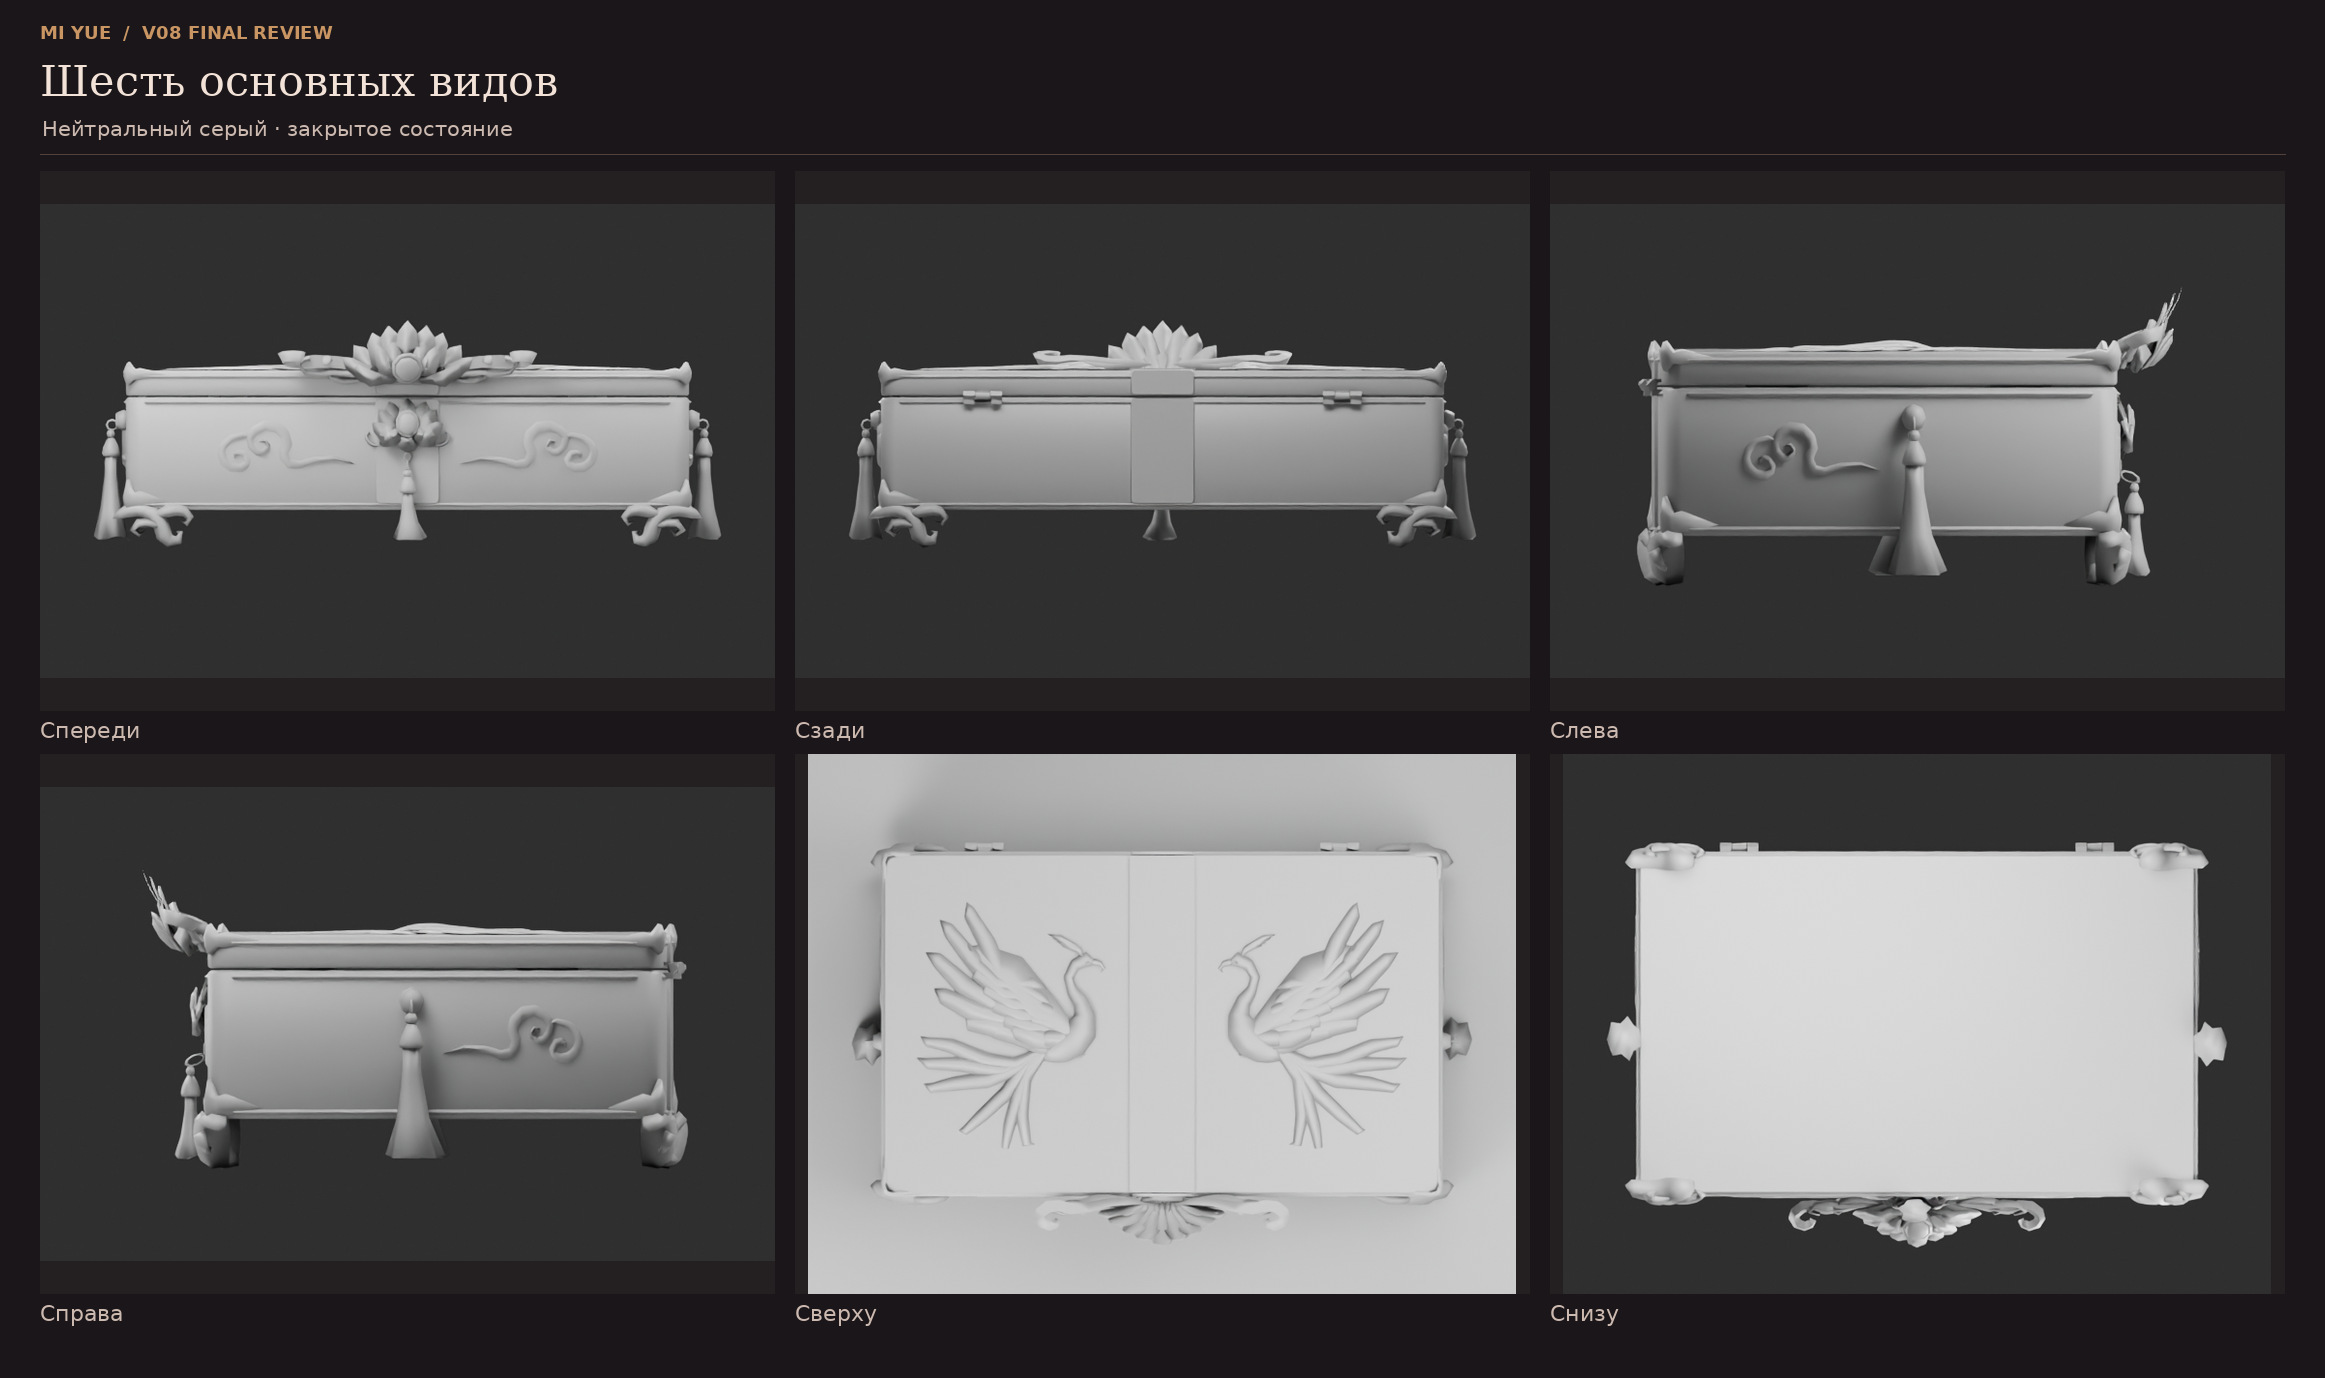 MI YUE / V08 FINAL REVIEW
Шесть основных видов
Нейтральный серый · закрытое состояние
Спереди
Сзади
Слева
Справа
Сверху
Снизу